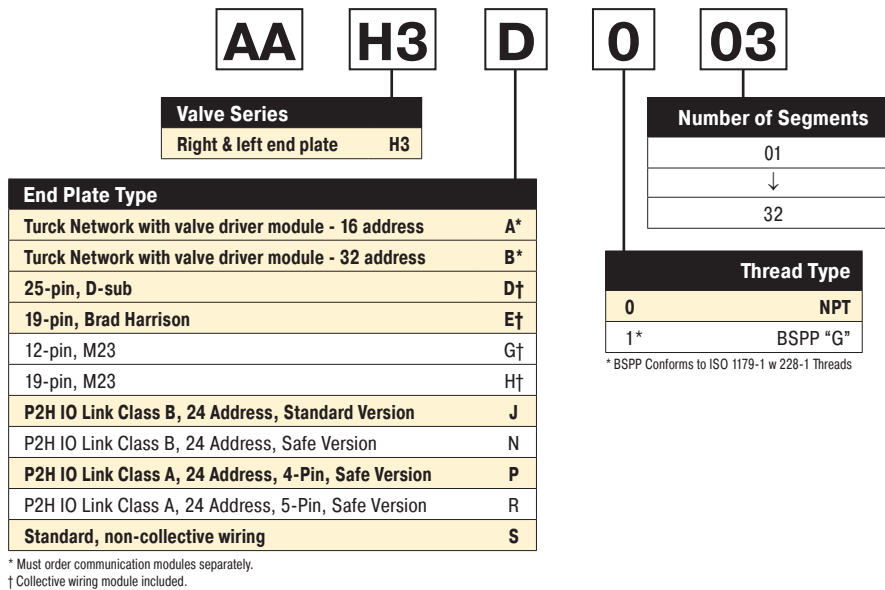 AA H3 D 0 03
Valve Series
Right & left end plate H3
Number of Segments
01
↓
32
End Plate Type
Turck Network with valve driver module - 16 address A*
Turck Network with valve driver module - 32 address B*
25-pin, D-sub D†
19-pin, Brad Harrison E†
12-pin, M23 G†
19-pin, M23 H†
P2H IO Link Class B, 24 Address, Standard Version J
P2H IO Link Class B, 24 Address, Safe Version N
P2H IO Link Class A, 24 Address, 4-Pin, Safe Version P
P2H IO Link Class A, 24 Address, 5-Pin, Safe Version R
Standard, non-collective wiring S
* Must order communication modules separately.
† Collective wiring module included.
Thread Type
0 NPT
1* BSPP “G”
* BSPP Conforms to ISO 1179-1 w 228-1 Threads